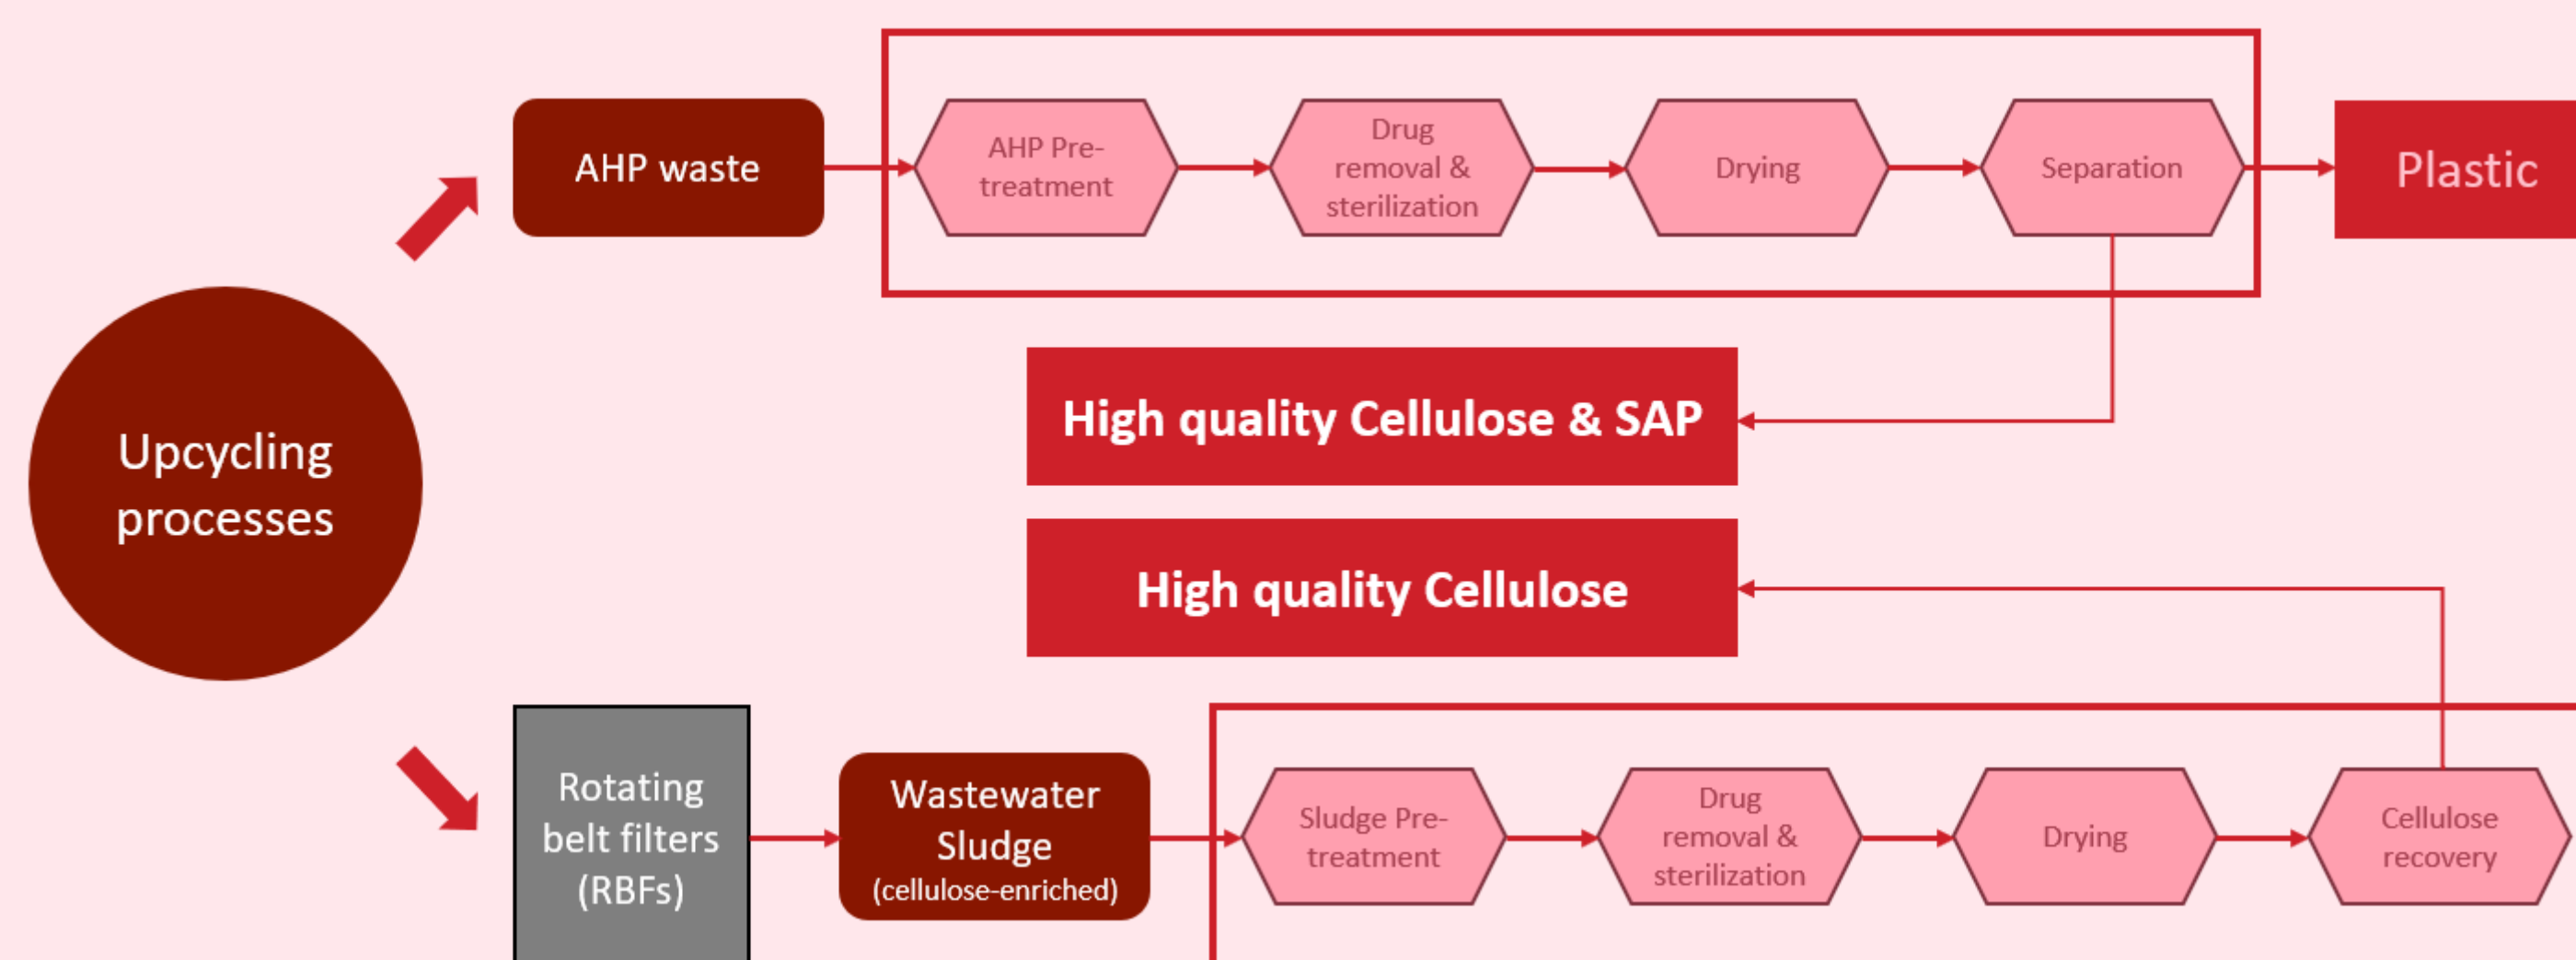 AHP waste
AHP Pre-
treatment
Drug
removal &
sterilization
Drying
Separation
Plastic
High quality Cellulose & SAP
Upcycling
processes
High quality Cellulose
Rotating
belt filters
(RBFs)
Wastewater
Sludge
(cellulose-enriched)
Sludge Pre-
treatment
Drug
removal &
sterilization
Drying
Cellulose
recovery